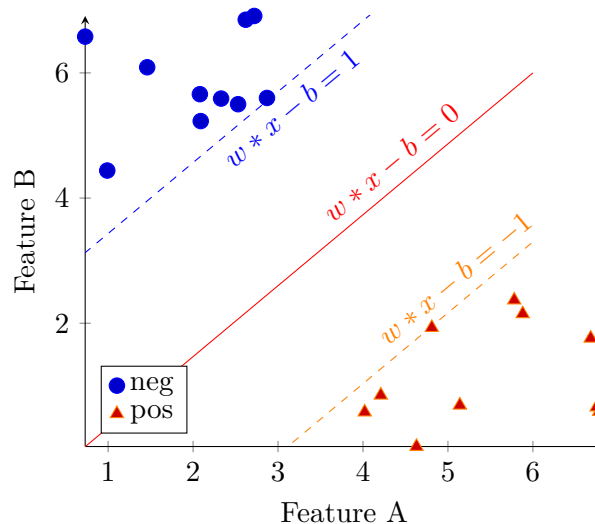 6
4
2
Feature B
w * x − b = 1
w * x − b = 0
w * x − b = −1
neg
pos
1 2 3 4 5 6
Feature A